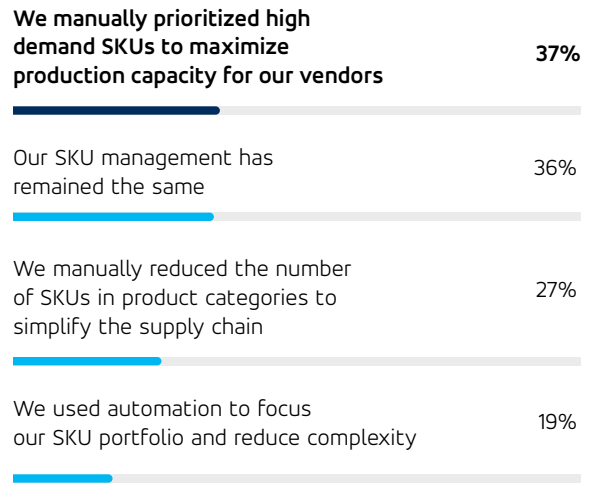 We manually prioritized high
demand SKUs to maximize
production capacity for our vendors
37%
Our SKU management has
remained the same
36%
We manually reduced the number
of SKUs in product categories to
simplify the supply chain
27%
We used automation to focus
our SKU portfolio and reduce complexity
19%